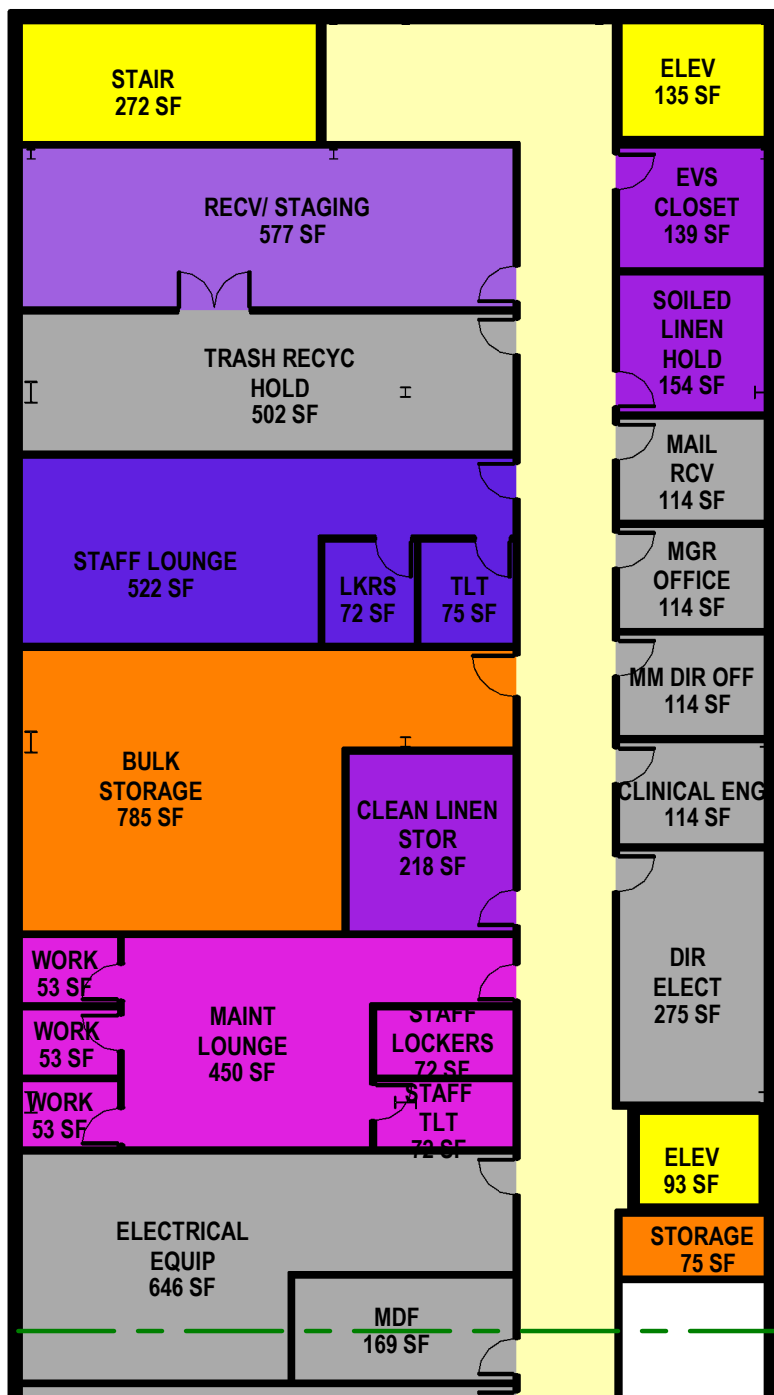 STAIR
272 SF
ELEV
135 SF
RECV/ STAGING
577 SF
EVS
CLOSET
139 SF
SOILED
LINEN
HOLD
154 SF
TRASH RECYC
HOLD
502 SF
MAIL
RCV
114 SF
STAFF LOUNGE
522 SF
LKRS
72 SF
TLT
75 SF
MGR
OFFICE
114 SF
MM DIR OFF
114 SF
BULK
STORAGE
785 SF
CLEAN LINEN
STOR
218 SF
CLINICAL ENG
114 SF
DIR
ELECT
275 SF
WORK
53 SF
WORK
53 SF
WORK
53 SF
MAINT
LOUNGE
450 SF
STAFF
LOCKERS
72 SF
STAFF
TLT
72 SF
ELEV
93 SF
STORAGE
75 SF
ELECTRICAL
EQUIP
646 SF
MDF
169 SF